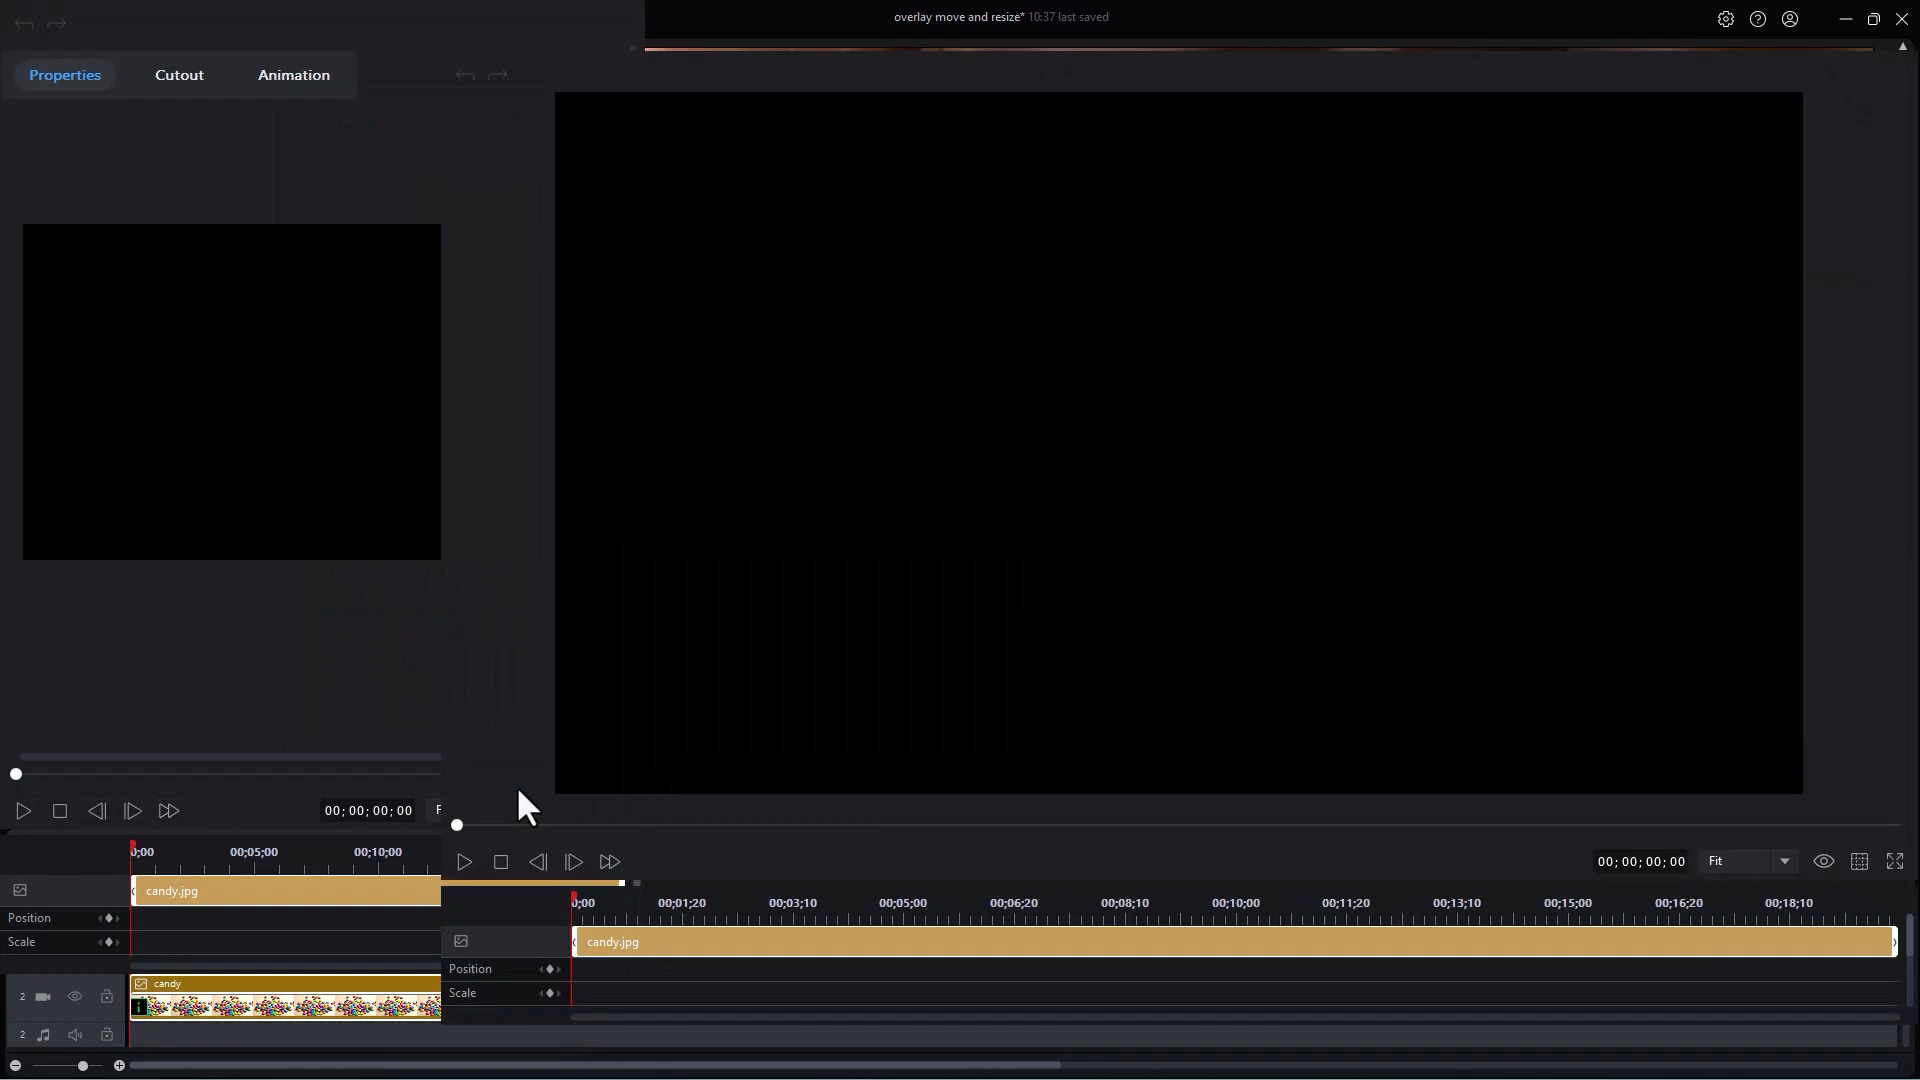 overlay move and resize* 10:37 last saved
Properties Cutout Animation
00;00;00;00
00;00;00;00 Fit
0;00 00;05;00 00;10;00
candy.jpg
Position
Scale
0;00 00;01;20 00;03;10 00;05;00 00;06;20 00;08;10 00;10;00 00;11;20 00;13;10 00;15;00 00;16;20 00;18;10
candy.jpg
Position
Scale
candy
2
2